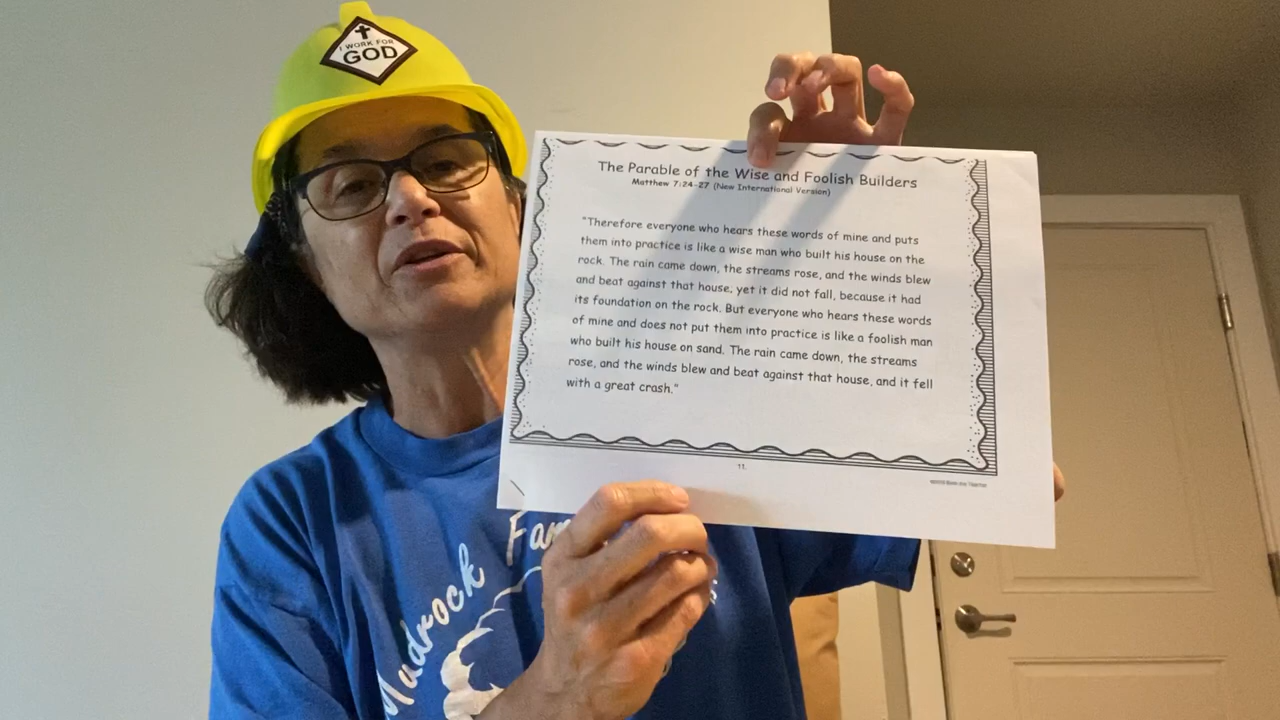 I WORK FOR
GOD
The Parable of the Wise and Foolish Builders
Matthew 7:24-27 (New International Version)
"Therefore everyone who hears these words of mine and puts
them into practice is like a wise man who built his house on the
rock. The rain came down, the streams rose, and the winds blew
and beat against that house, yet it did not fall, because it had
its foundation on the rock. But everyone who hears these words
of mine and does not put them into practice is like a foolish man
who built his house on sand. The rain came down, the streams
rose, and the winds blew and beat against that house, and it fell
with a great crash."
11.
Mudrock